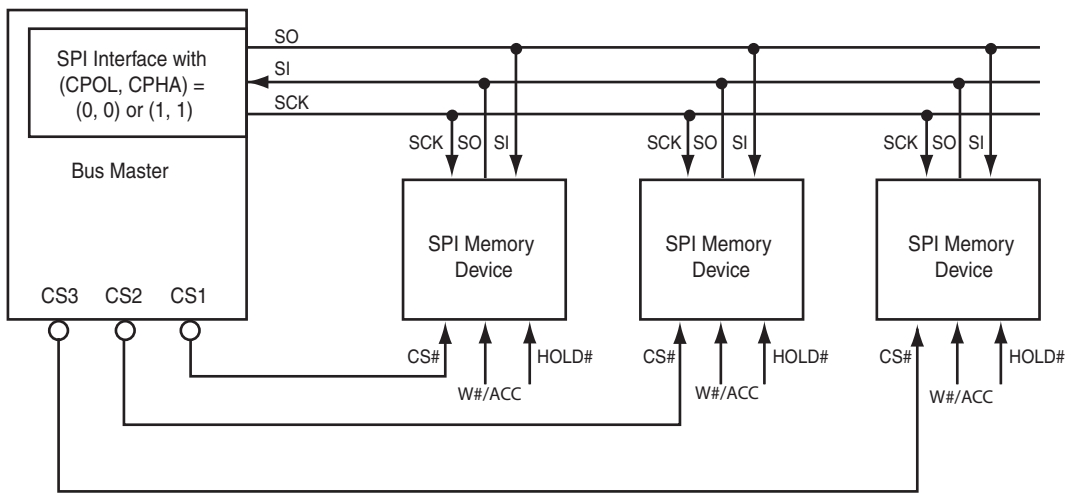 SPI Interface with
(CPOL, CPHA) =
(0, 0) or (1, 1)
Bus Master
SO
SI
SCK
SCK SO SI
SCK SO SI
SCK SO SI
SPI Memory
Device
SPI Memory
Device
SPI Memory
Device
CS3 CS2 CS1
CS# HOLD#
W#/ACC
CS# HOLD#
W#/ACC
CS# HOLD#
W#/ACC